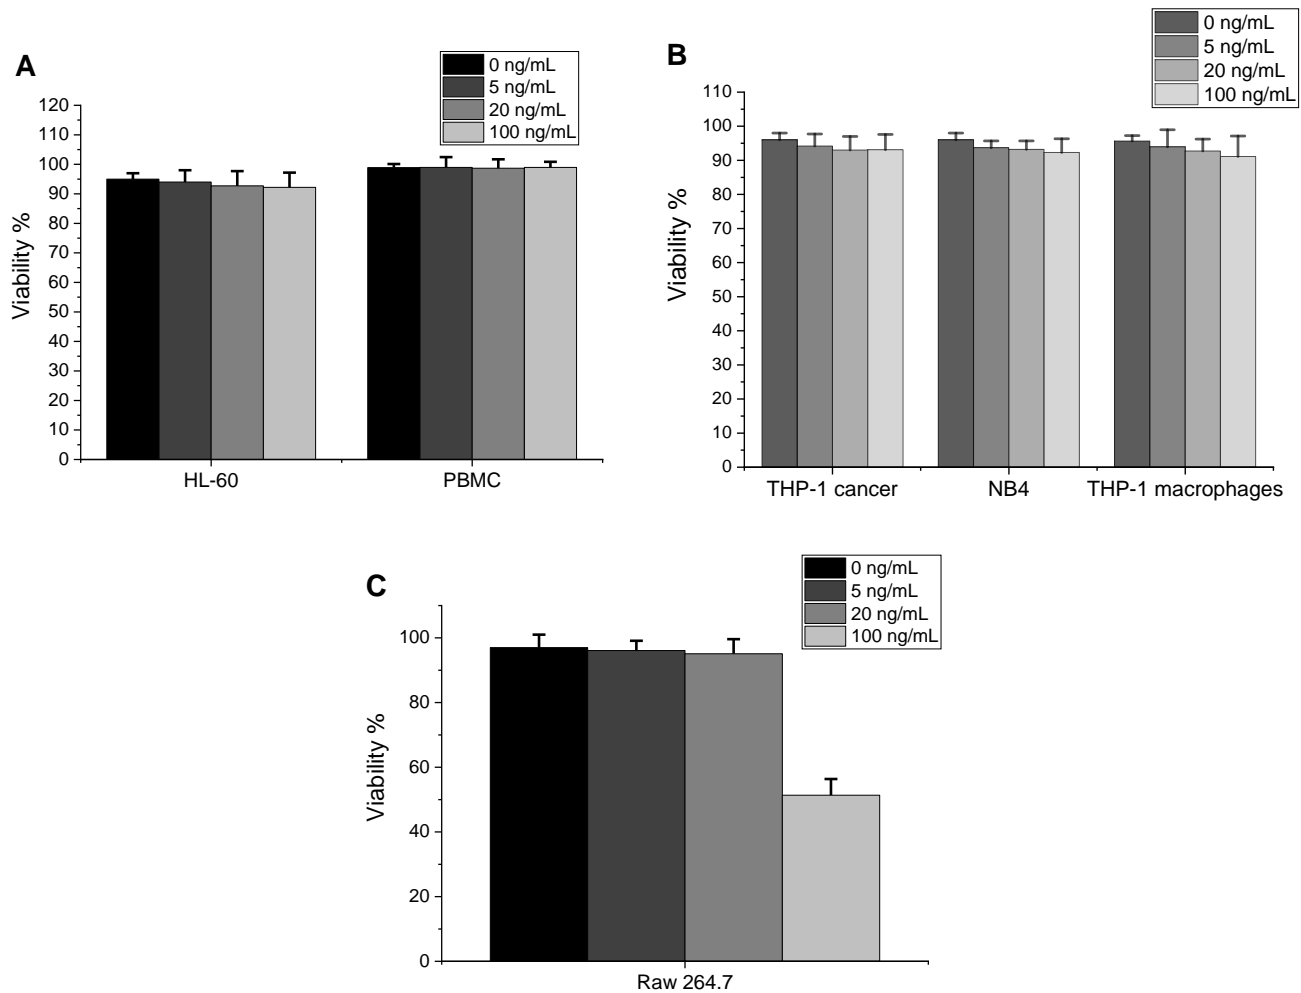 A
0 ng/mL
5 ng/mL
20 ng/mL
100 ng/mL
120
110
100
90
80
70
60
50
40
30
20
10
0
Viability %
HL-60
PBMC
B
0 ng/mL
5 ng/mL
20 ng/mL
100 ng/mL
110
100
90
80
70
60
50
40
30
20
10
0
Viability %
THP-1 cancer
NB4
THP-1 macrophages
C
0 ng/mL
5 ng/mL
20 ng/mL
100 ng/mL
100
80
60
40
20
0
Viability %
Raw 264.7